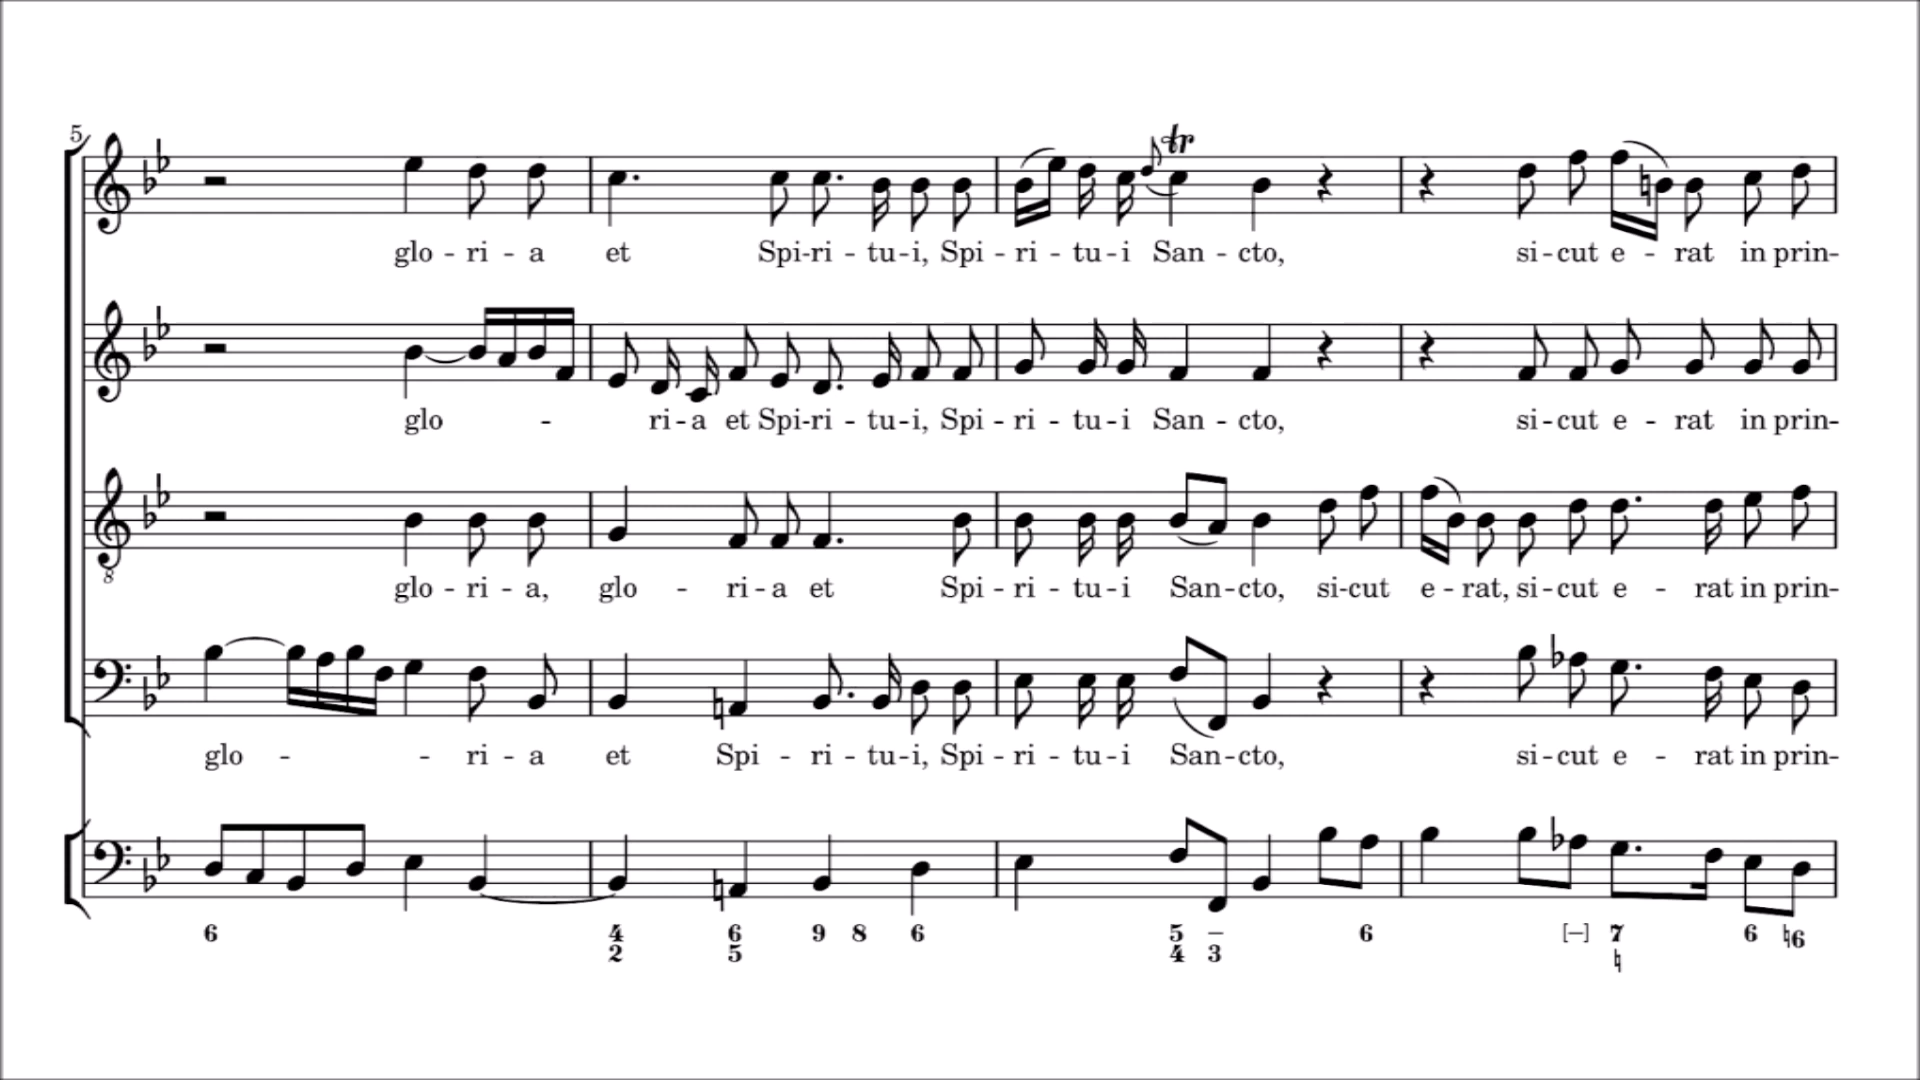 5
tr
glo - ri - a et Spi-ri - tu-i, Spi - ri - tu-i San - cto, si-cut e - rat in prin-
glo - ri-a et Spi-ri - tu-i, Spi - ri - tu-i San - cto, si-cut e - rat in prin-
8
glo - ri - a, glo - ri-a et Spi - ri - tu-i San-cto, si-cut e - rat, si-cut e - rat in prin-
glo - - ri - a et Spi - ri - tu-i, Spi - ri - tu-i San-cto, si-cut e - rat in prin-
6 4 6 9 8 6 5 – 6 [–] 7 6 ♮6
2 5 4 3 ♮